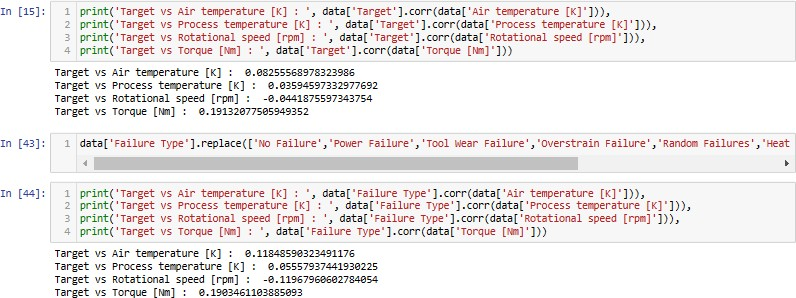 In [15]:
1 print('Target vs Air temperature [K] : ', data['Target'].corr(data['Air temperature [K]'])),
2 print('Target vs Process temperature [K] : ', data['Target'].corr(data['Process temperature [K]'])),
3 print('Target vs Rotational speed [rpm] : ', data['Target'].corr(data['Rotational speed [rpm]'])),
4 print('Target vs Torque [Nm] : ', data['Target'].corr(data['Torque [Nm]']))
Target vs Air temperature [K] :  0.08255568978323986
Target vs Process temperature [K] :  0.03594597332977692
Target vs Rotational speed [rpm] :  -0.0441875597343754
Target vs Torque [Nm] :  0.19132077505949352
In [43]:
1 data['Failure Type'].replace(['No Failure','Power Failure','Tool Wear Failure','Overstrain Failure','Random Failures','Heat
In [44]:
1 print('Target vs Air temperature [K] : ', data['Failure Type'].corr(data['Air temperature [K]'])),
2 print('Target vs Process temperature [K] : ', data['Failure Type'].corr(data['Process temperature [K]'])),
3 print('Target vs Rotational speed [rpm] : ', data['Failure Type'].corr(data['Rotational speed [rpm]'])),
4 print('Target vs Torque [Nm] : ', data['Failure Type'].corr(data['Torque [Nm]']))
Target vs Air temperature [K] :  0.11848590323491176
Target vs Process temperature [K] :  0.05557937441930225
Target vs Rotational speed [rpm] :  -0.11967960602784054
Target vs Torque [Nm] :  0.1903461103885093